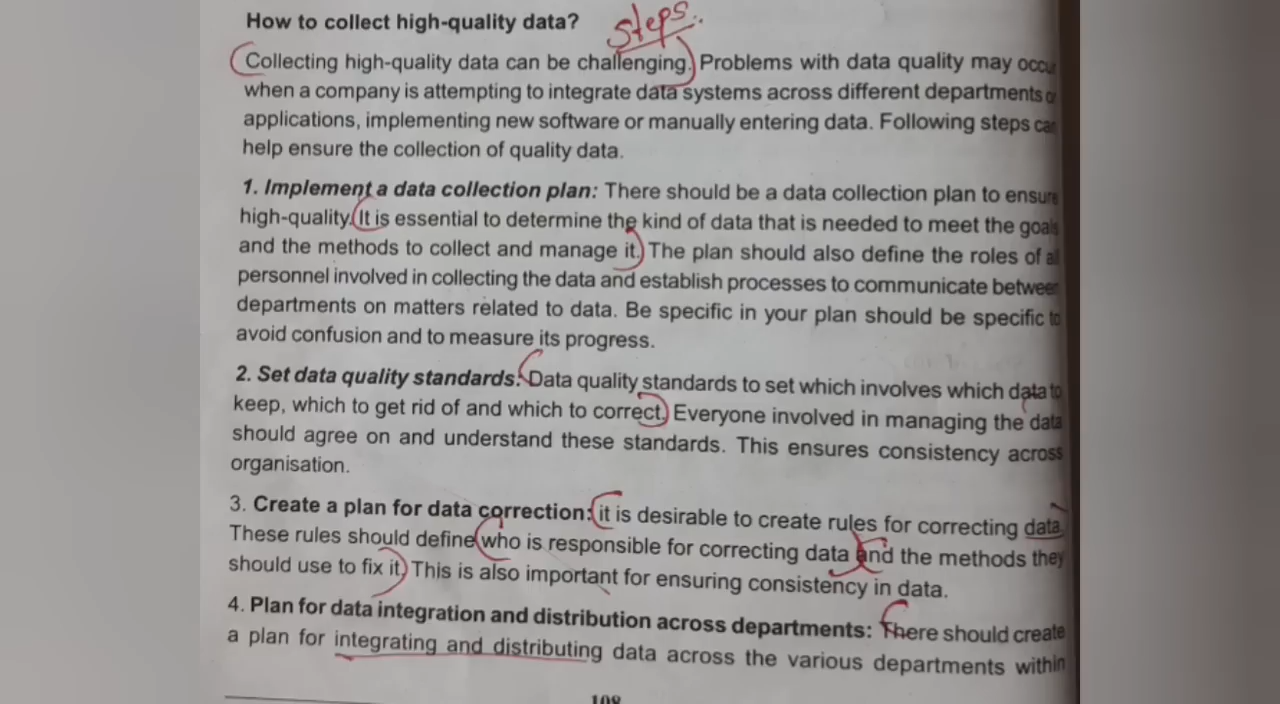 How to collect high-quality data?
steps..
Collecting high-quality data can be challenging. Problems with data quality may occur
when a company is attempting to integrate data systems across different departments or
applications, implementing new software or manually entering data. Following steps can
help ensure the collection of quality data.
1. Implement a data collection plan: There should be a data collection plan to ensure
high-quality. It is essential to determine the kind of data that is needed to meet the goals
and the methods to collect and manage it. The plan should also define the roles of all
personnel involved in collecting the data and establish processes to communicate between
departments on matters related to data. Be specific in your plan should be specific to
avoid confusion and to measure its progress.
2. Set data quality standards: Data quality standards to set which involves which data to
keep, which to get rid of and which to correct. Everyone involved in managing the data
should agree on and understand these standards. This ensures consistency across
organisation.
3. Create a plan for data correction: it is desirable to create rules for correcting data.
These rules should define who is responsible for correcting data and the methods they
should use to fix it. This is also important for ensuring consistency in data.
4. Plan for data integration and distribution across departments: There should create
a plan for integrating and distributing data across the various departments within